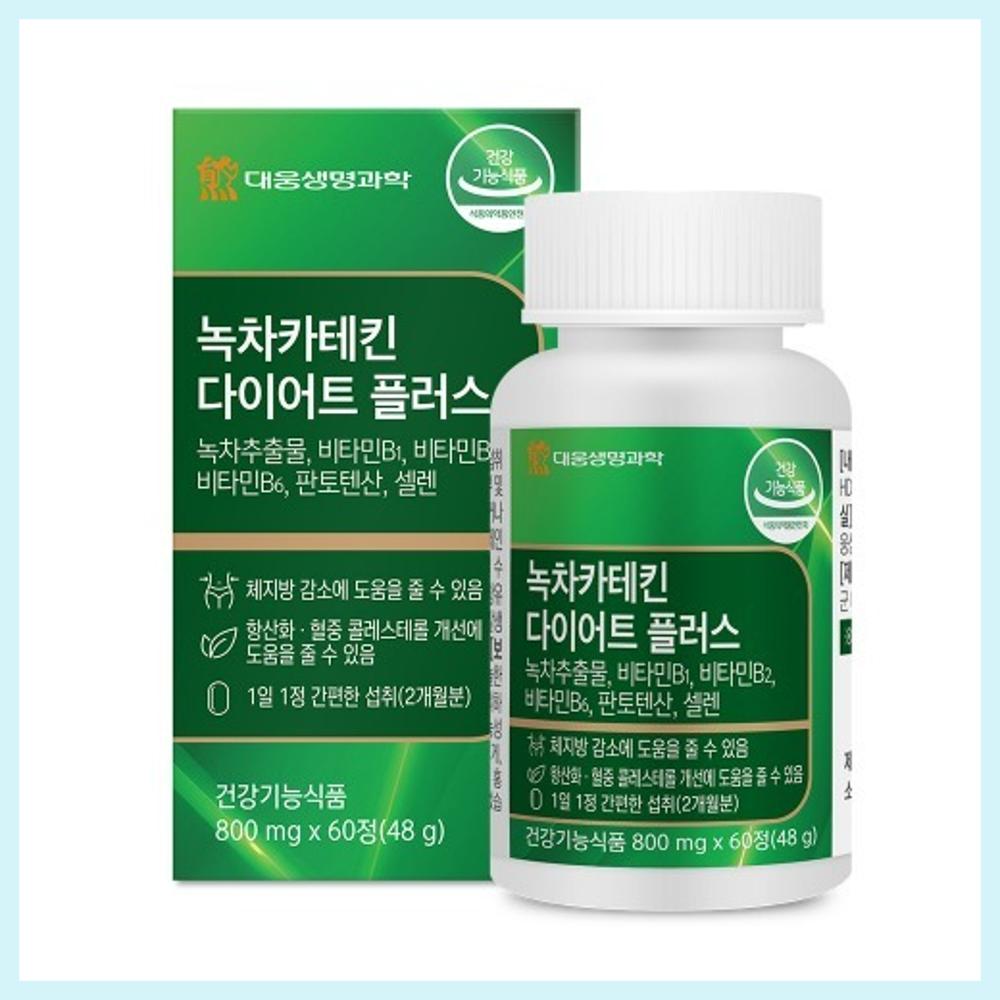 대웅생명과학
건강
기능식품
녹차카테킨
다이어트 플러스
녹차추출물, 비타민B1, 비타민B
비타민B6, 판토텐산, 셀렌
체지방 감소에 도움을 줄 수 있음
항산화 · 혈중 콜레스테롤 개선에
도움을 줄 수 있음
1일 1정 간편한 섭취(2개월분)
건강기능식품
800 mg x 60정(48 g)
대웅생명과학
건강
기능식품
녹차카테킨
다이어트 플러스
녹차추출물, 비타민B1, 비타민B2,
비타민B6, 판토텐산, 셀렌
체지방 감소에 도움을 줄 수 있음
항산화 · 혈중 콜레스테롤 개선에 도움을 줄 수 있음
1일 1정 간편한 섭취(2개월분)
건강기능식품 800 mg x 60정(48 g)